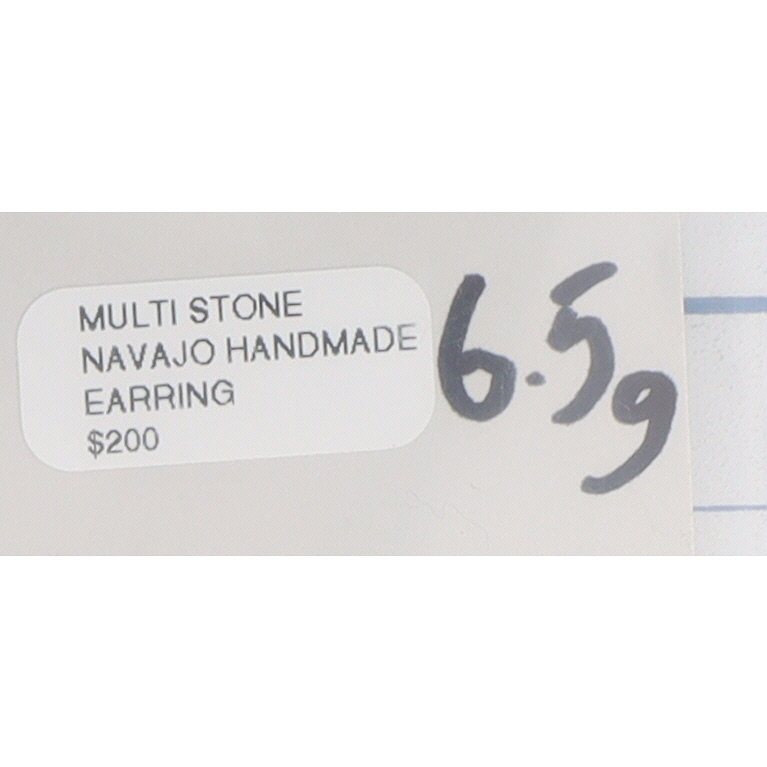 MULTI STONE
NAVAJO HANDMADE
EARRING
$200
6.5g